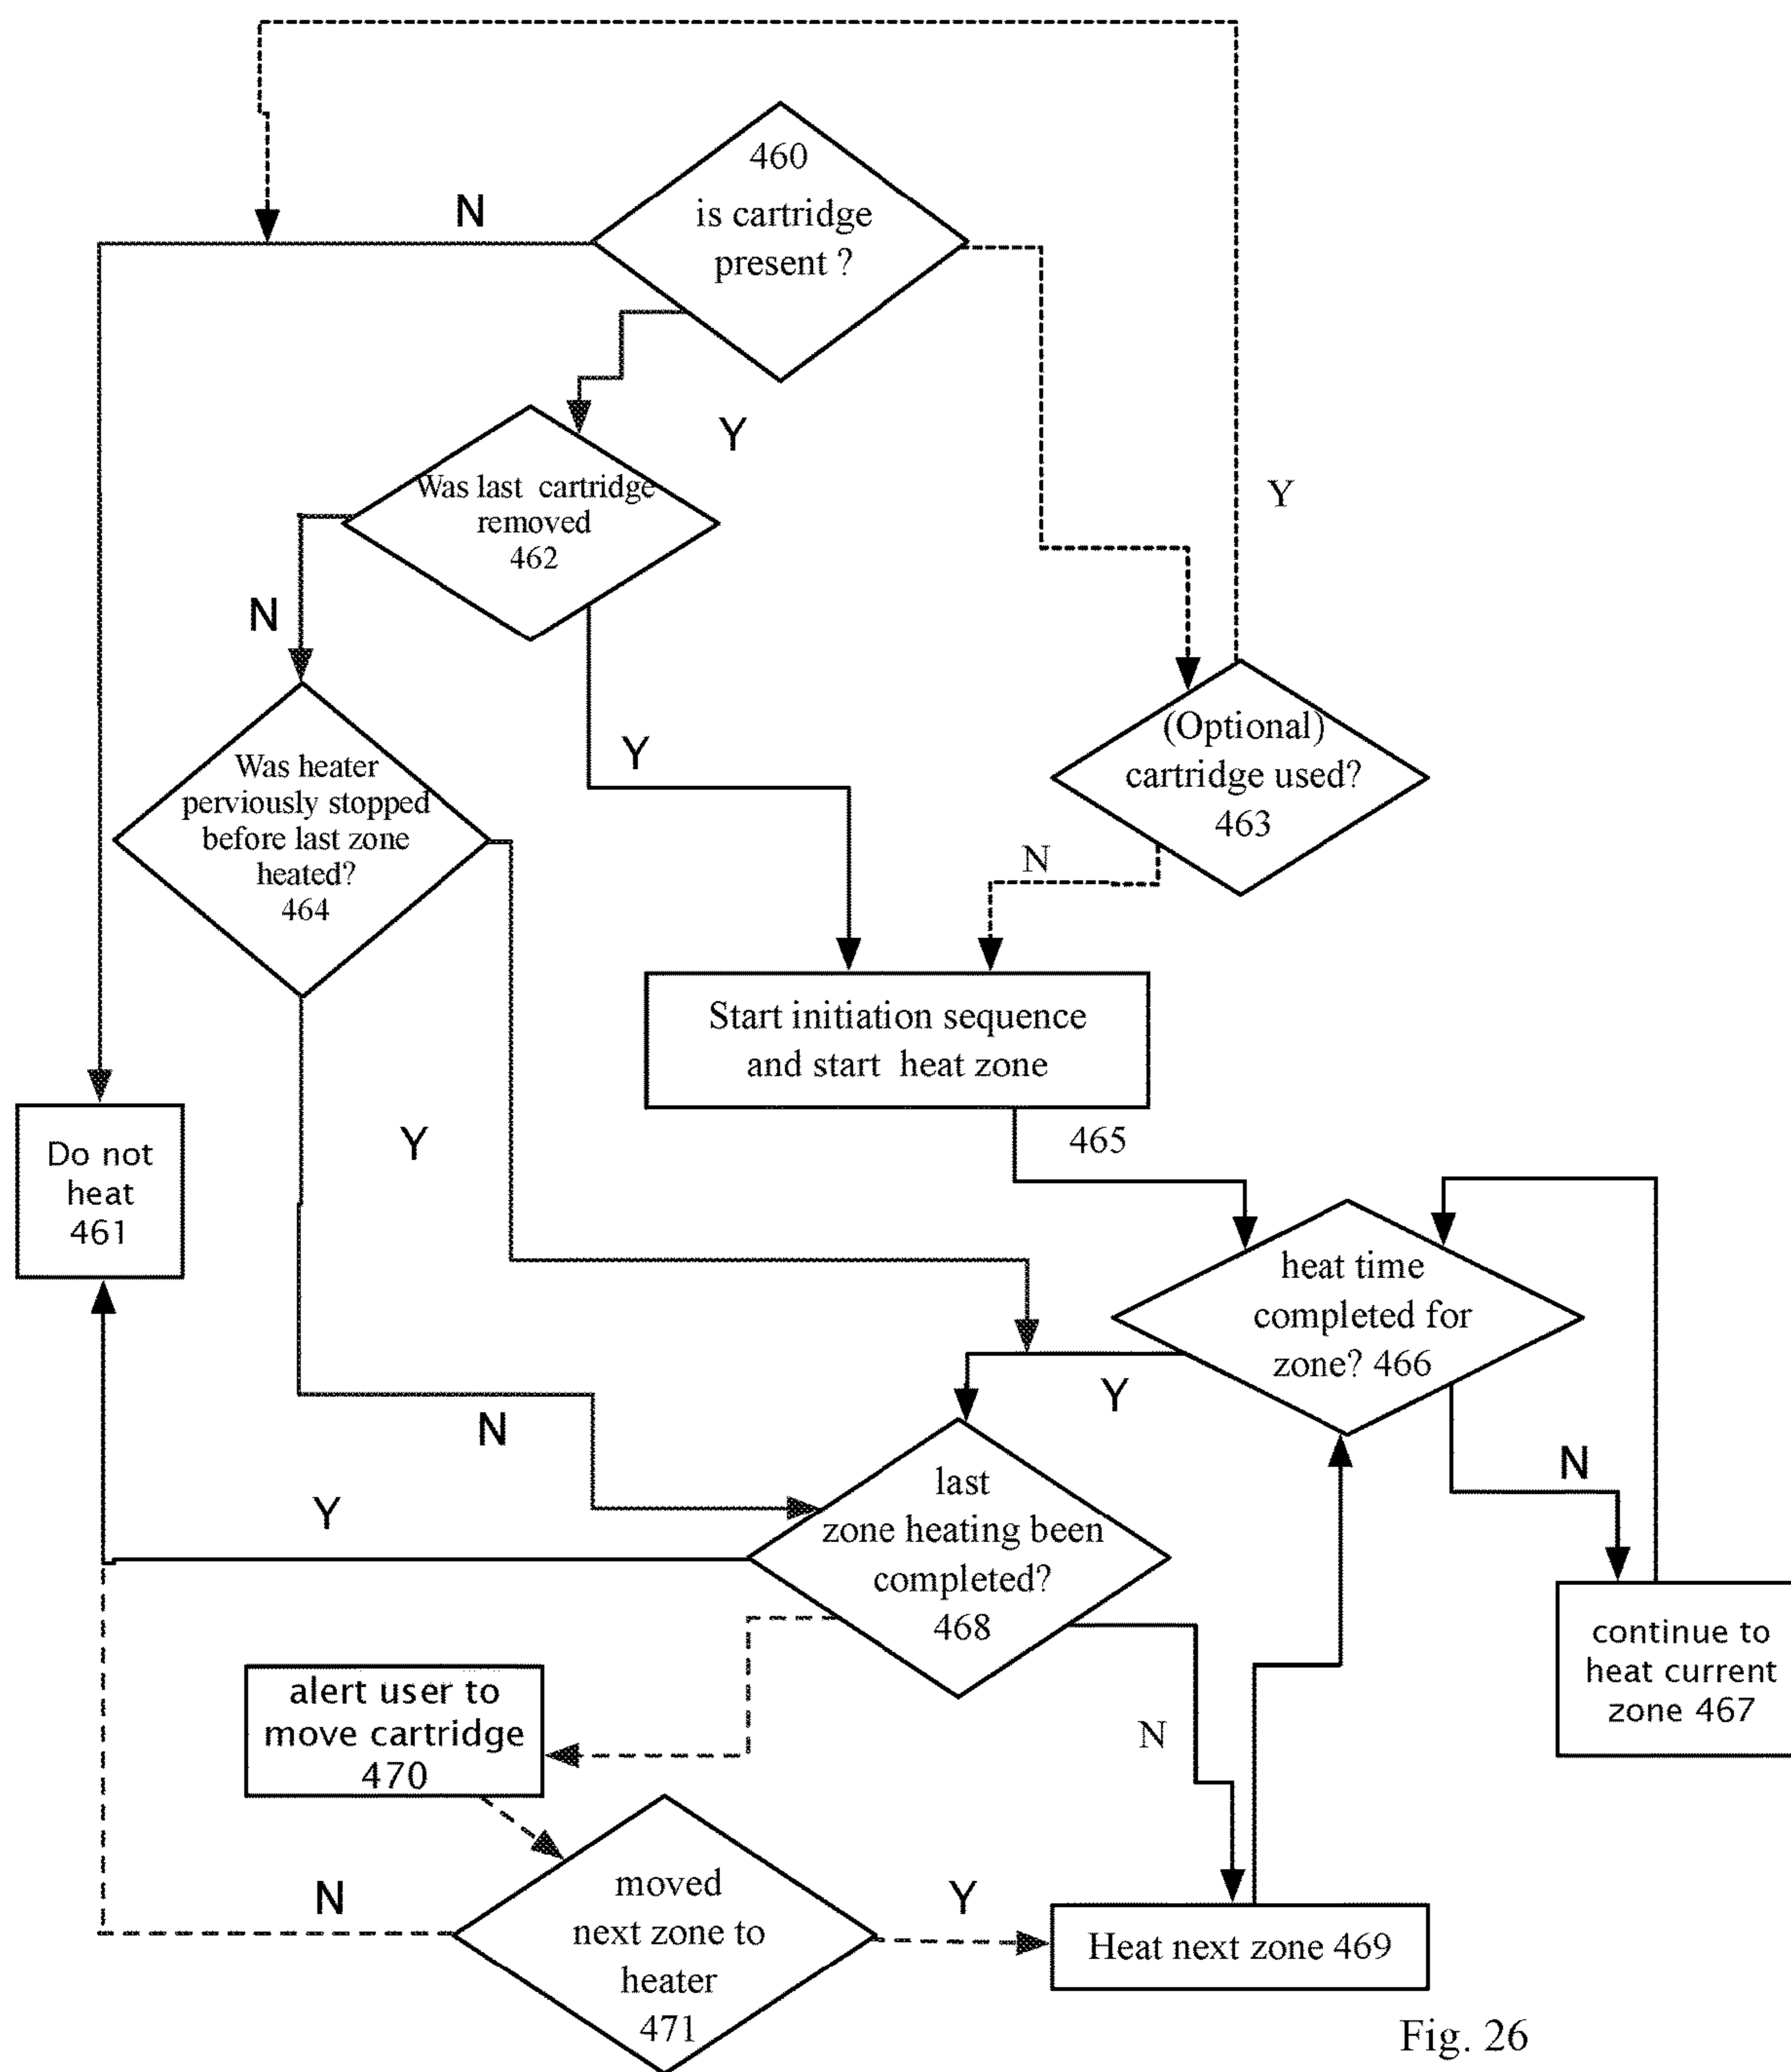 460
is cartridge
present ?
N
Y
Was last cartridge
removed
462
Y
N
Y
(Optional)
cartridge used?
463
N
Was heater
perviously stopped
before last zone
heated?
464
Start initiation sequence
and start heat zone
465
Y
Do not
heat
461
heat time
completed for
zone? 466
Y
N
N
last
zone heating been
completed?
468
Y
continue to
heat current
zone 467
N
alert user to
move cartridge
470
moved
next zone to
heater
471
N
Y
Heat next zone 469
Fig. 26